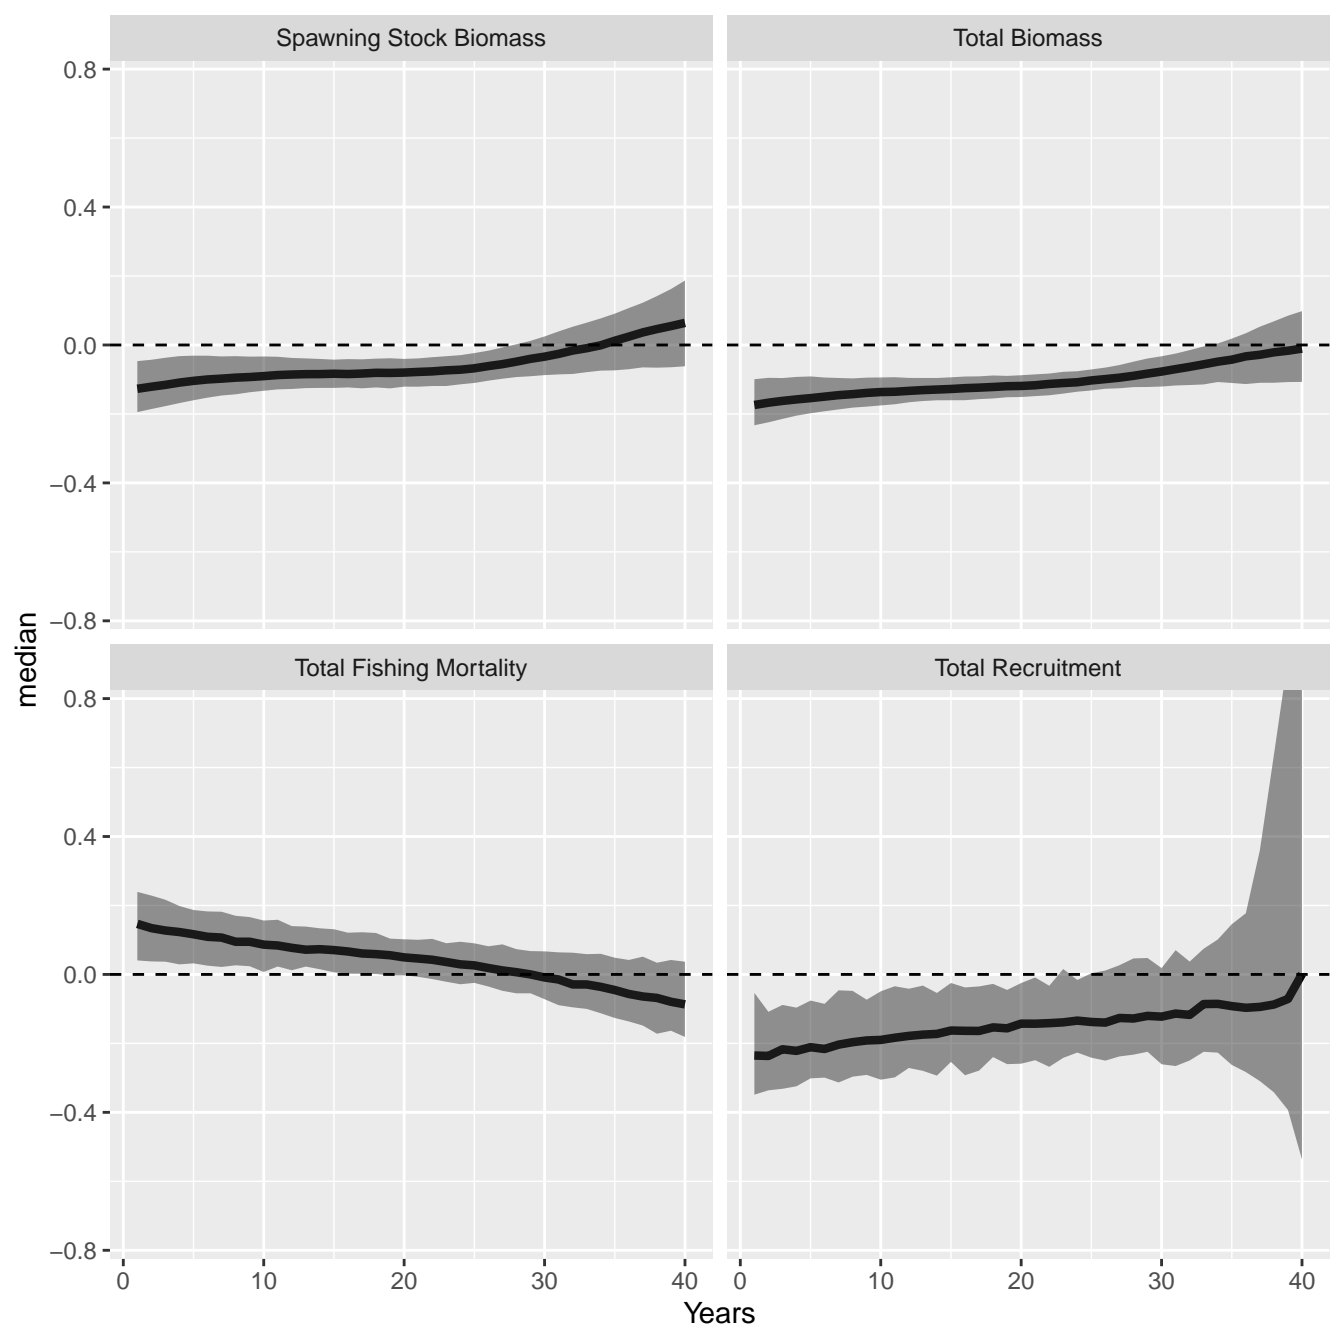 Spawning Stock Biomass
Total Biomass
0.8
0.4
0.0
−0.4
−0.8
median
Total Fishing Mortality
Total Recruitment
0.8
0.4
0.0
−0.4
−0.8
0 10 20 30 40
0 10 20 30 40
Years